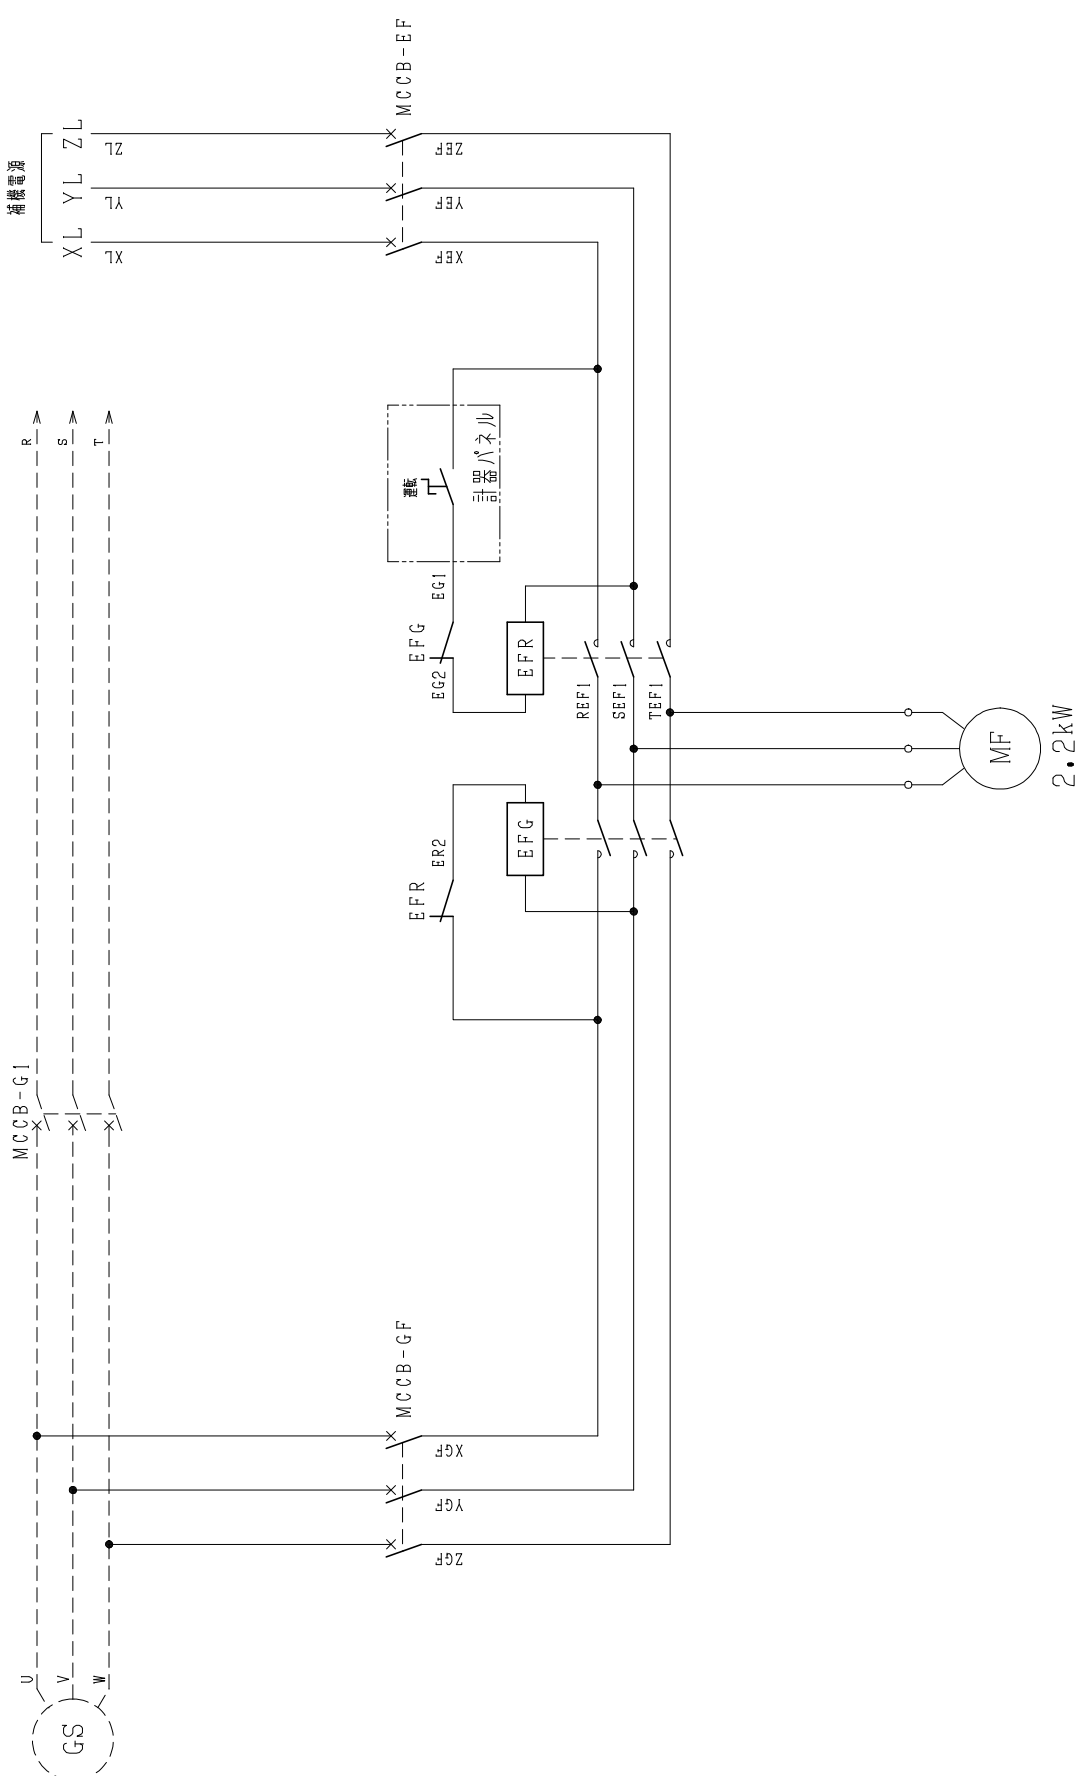 補機電源
XL YL ZL
XL
YL
ZL
MCCB-EF
XEF
YEF
ZEF
R
S
T
運転
計器パネル
EG1
EFG
EG2
EFR
REF1
SEF1
TEF1
MF
2.2kW
ER2
EFR
EFG
MCCB-G1
MCCB-GF
XGF
YGF
ZGF
U
V
W
GS